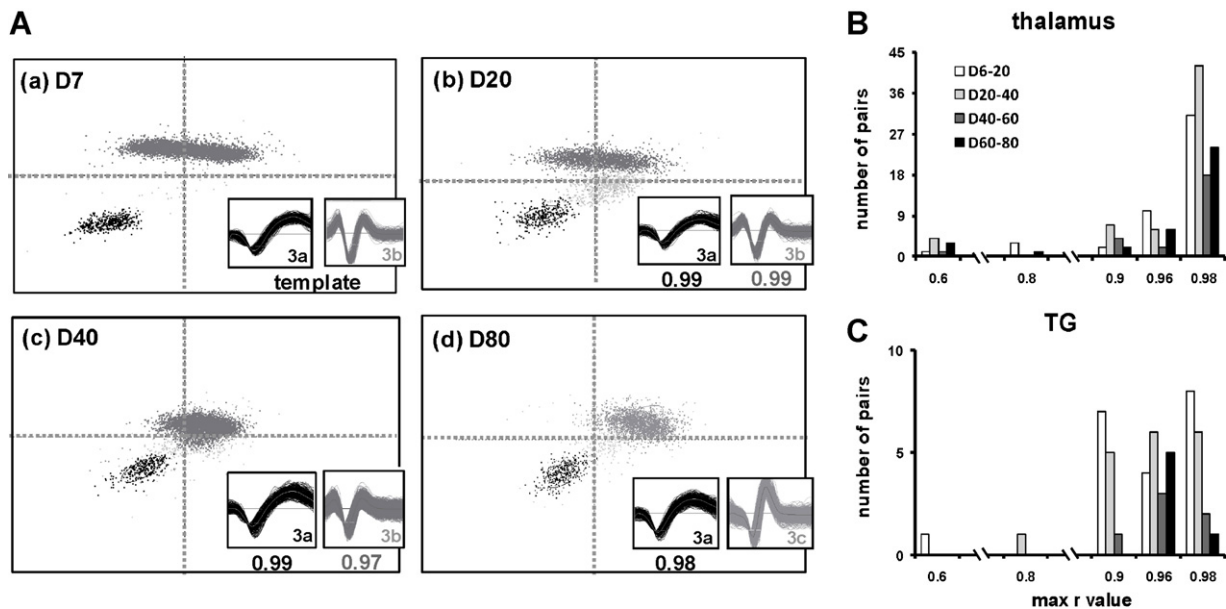 A
(a) D7
3a
3b
template
(b) D20
3a
3b
0.99
0.99
(c) D40
3a
3b
0.99
0.97
(d) D80
3a
3c
0.98
B
thalamus
number of pairs
45
36
27
18
9
0
D6-20
D20-40
D40-60
D60-80
0.6
0.8
0.9
0.96
0.98
C
TG
number of pairs
10
5
0
0.6
0.8
0.9
0.96
0.98
max r value